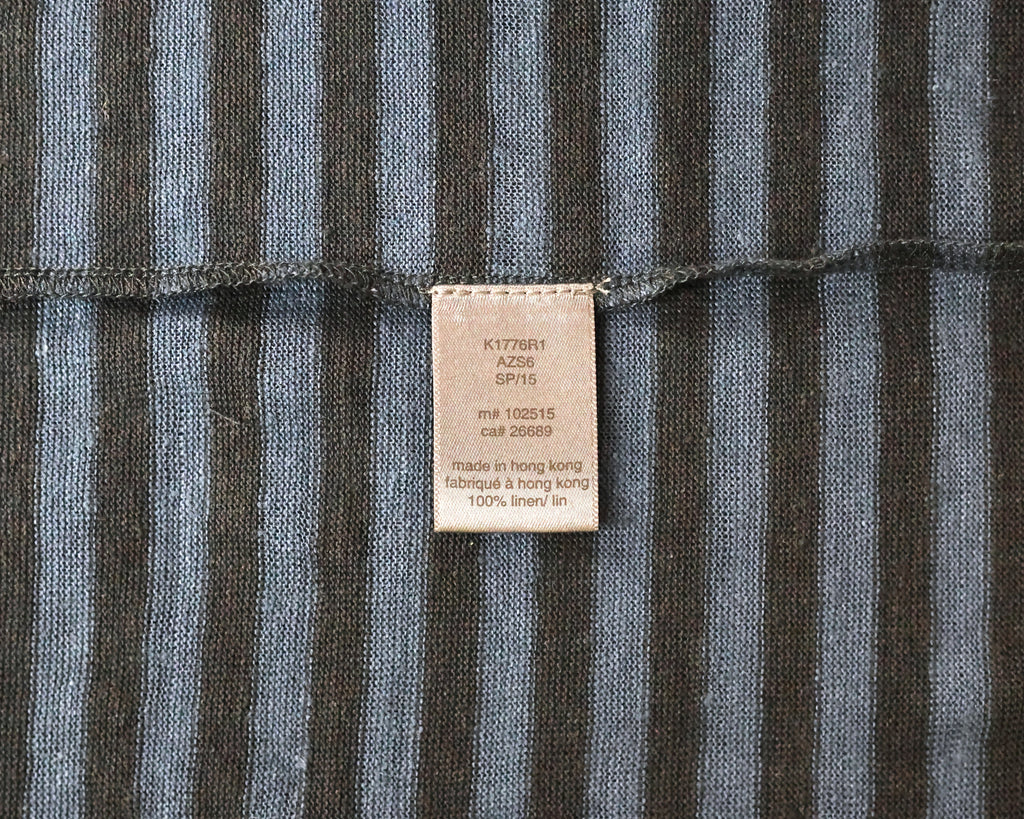 K1776R1
AZS6
SP/15
m# 102515
ca# 26689
made in hong kong
fabriqué à hong kong
100% linen/ lin